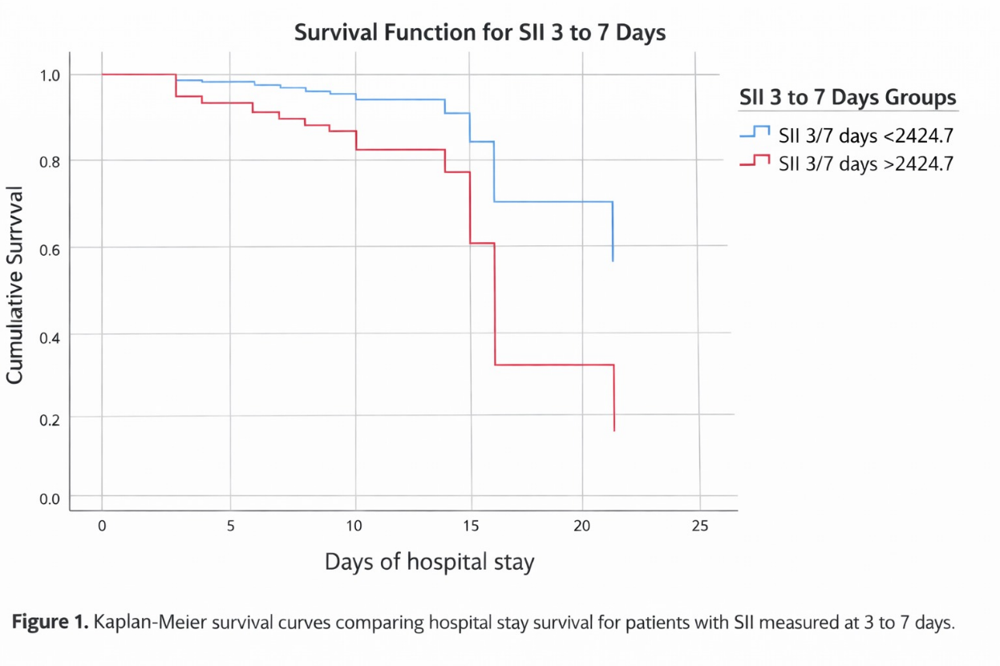 Survival Function for SII 3 to 7 Days
Cumuliative Surrvval
1.0
0.8
0.6
0.4
0.2
0.0
0 5 10 15 20 25
Days of hospital stay
SII 3 to 7 Days Groups
SII 3/7 days <2424.7
SII 3/7 days >2424.7
Figure 1. Kaplan-Meier survival curves comparing hospital stay survival for patients with SII measured at 3 to 7 days.